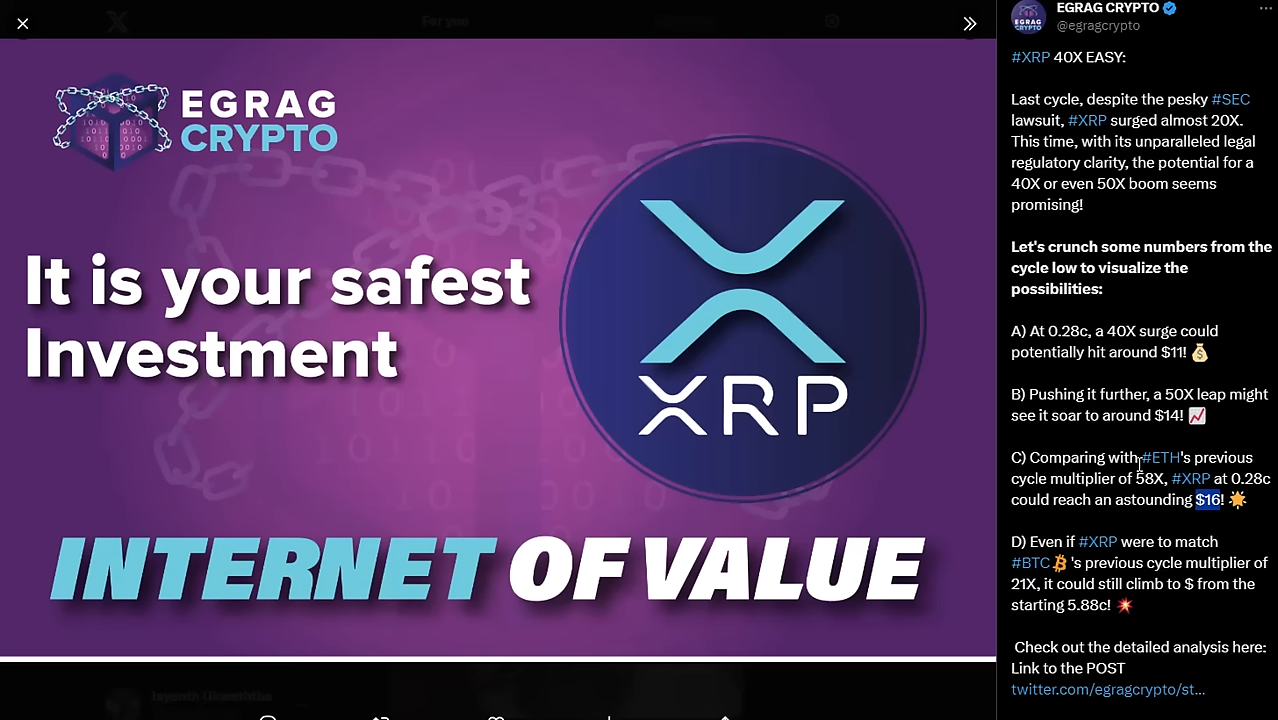 For you
EGRAG
CRYPTO
It is your safest
Investment
XRP
INTERNET OF VALUE
EGRAG CRYPTO
@egragcrypto
#XRP 40X EASY:
Last cycle, despite the pesky #SEC
lawsuit, #XRP surged almost 20X.
This time, with its unparalleled legal
regulatory clarity, the potential for a
40X or even 50X boom seems
promising!
Let's crunch some numbers from the
cycle low to visualize the
possibilities:
A) At 0.28c, a 40X surge could
potentially hit around $11! 💰
B) Pushing it further, a 50X leap might
see it soar to around $14! 📈
C) Comparing with #ETH's previous
cycle multiplier of 58X, #XRP at 0.28c
could reach an astounding $16! 🌟
D) Even if #XRP were to match
#BTC 's previous cycle multiplier of
21X, it could still climb to $ from the
starting 5.88c! 💥
Check out the detailed analysis here:
Link to the POST
twitter.com/egragcrypto/st…